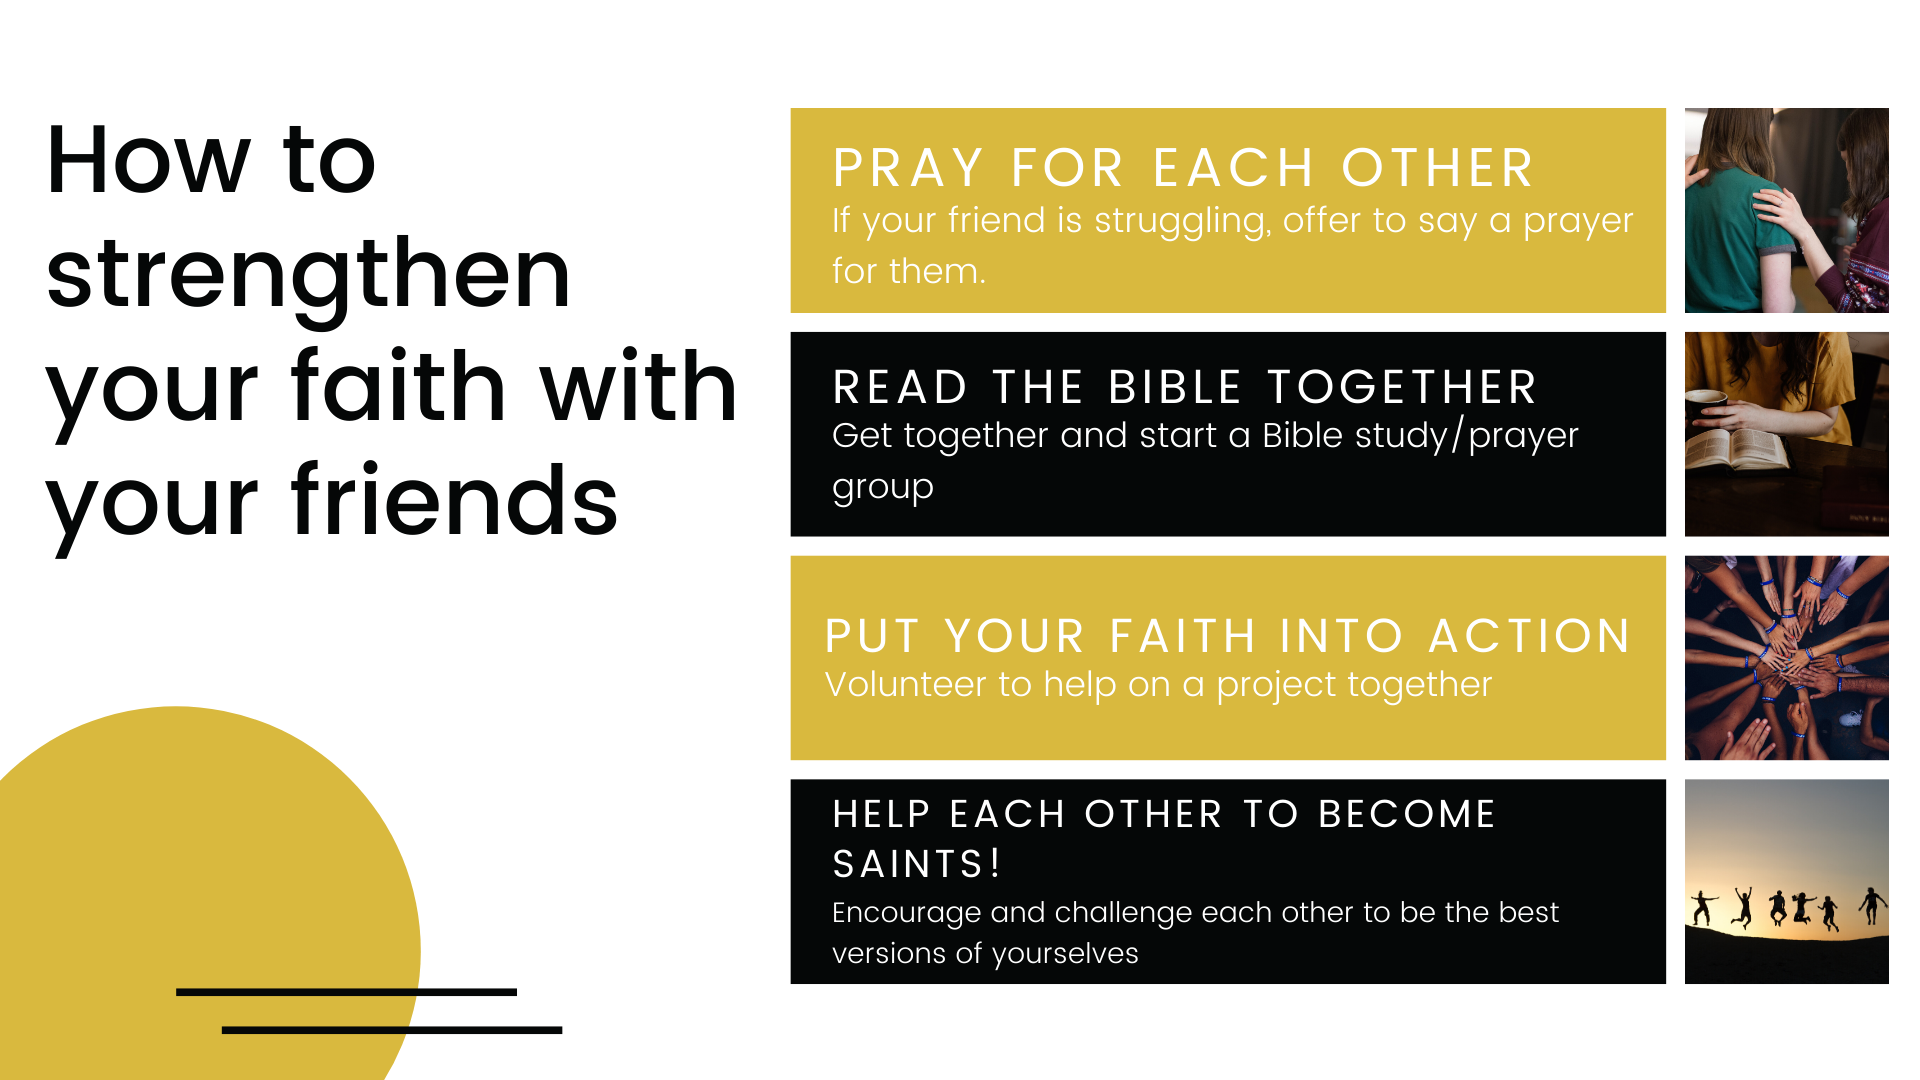 How to
strengthen
your faith with
your friends
PRAY FOR EACH OTHER
If your friend is struggling, offer to say a prayer
for them.
READ THE BIBLE TOGETHER
Get together and start a Bible study/prayer
group
PUT YOUR FAITH INTO ACTION
Volunteer to help on a project together
HELP EACH OTHER TO BECOME
SAINTS!
Encourage and challenge each other to be the best
versions of yourselves